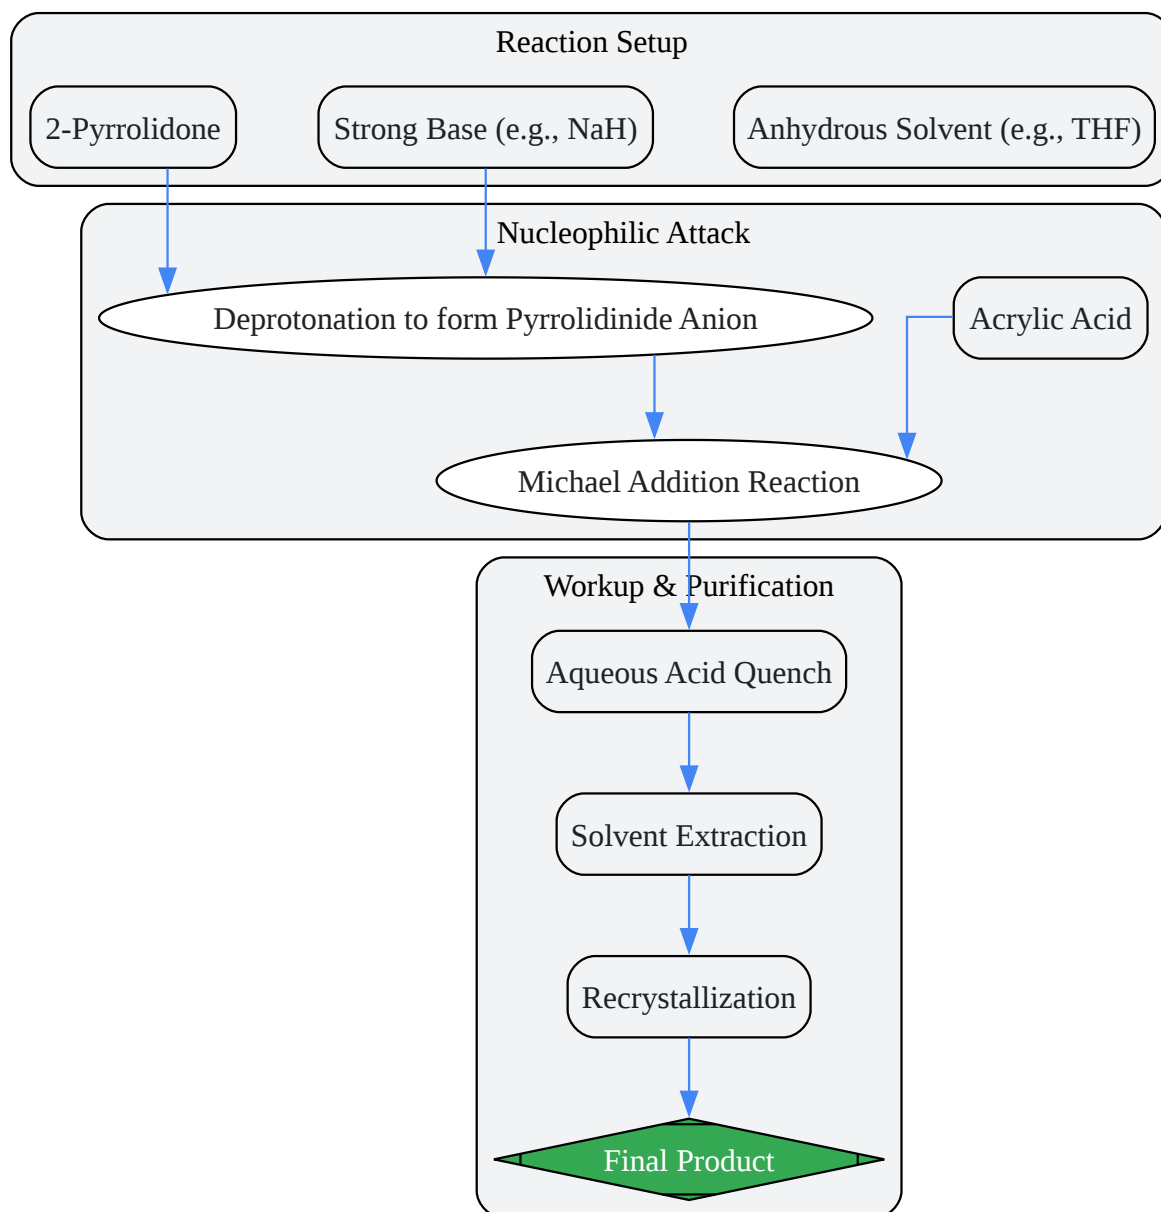 Reaction Setup
2-Pyrrolidone
Strong Base (e.g., NaH)
Anhydrous Solvent (e.g., THF)
Nucleophilic Attack
Deprotonation to form Pyrrolidinide Anion
Acrylic Acid
Michael Addition Reaction
Workup & Purification
Aqueous Acid Quench
Solvent Extraction
Recrystallization
Final Product